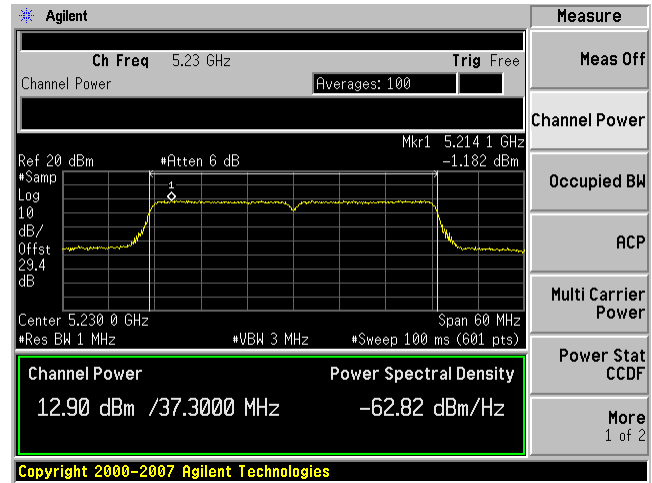 Agilent
Measure
Ch Freq 5.23 GHz Trig Free
Channel Power Averages: 100
Mkr1 5.214 1 GHz
Ref 20 dBm #Atten 6 dB -1.182 dBm
#Samp
Log
10
dB/
Offst
29.4
dB
1
Center 5.230 0 GHz Span 60 MHz
#Res BW 1 MHz #VBW 3 MHz #Sweep 100 ms (601 pts)
Channel Power Power Spectral Density
12.90 dBm /37.3000 MHz -62.82 dBm/Hz
Meas Off
Channel Power
Occupied BW
ACP
Multi Carrier
Power
Power Stat
CCDF
More
1 of 2
Copyright 2000-2007 Agilent Technologies